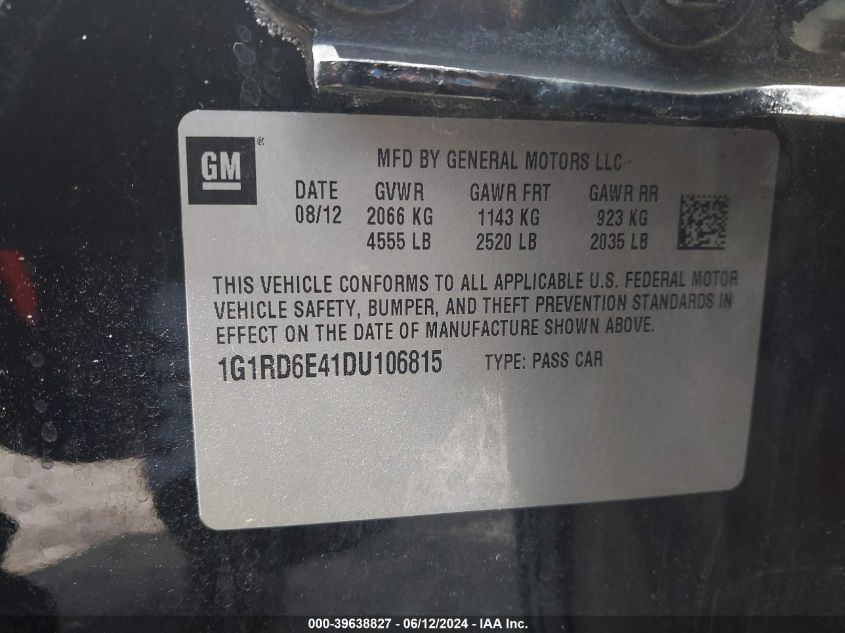 GM ®
MFD BY GENERAL MOTORS LLC
DATE GVWR GAWR FRT GAWR RR
08/12 2066 KG 1143 KG 923 KG
4555 LB 2520 LB 2035 LB
THIS VEHICLE CONFORMS TO ALL APPLICABLE U.S. FEDERAL MOTOR
VEHICLE SAFETY, BUMPER, AND THEFT PREVENTION STANDARDS IN
EFFECT ON THE DATE OF MANUFACTURE SHOWN ABOVE.
1G1RD6E41DU106815 TYPE: PASS CAR
000-39638827 - 06/12/2024 - IAA Inc.